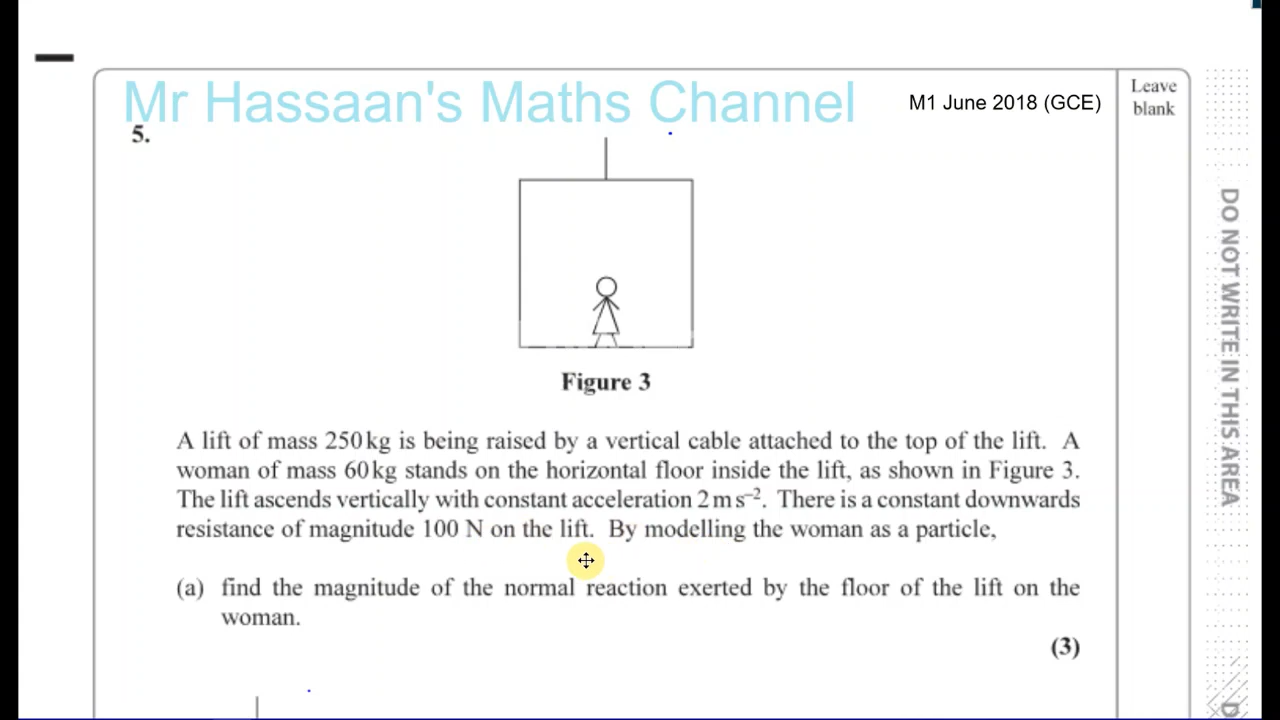 Mr Hassaan's Maths Channel
M1 June 2018 (GCE)
Leave
blank
5.
Figure 3
A lift of mass 250 kg is being raised by a vertical cable attached to the top of the lift. A
woman of mass 60 kg stands on the horizontal floor inside the lift, as shown in Figure 3.
The lift ascends vertically with constant acceleration 2 m s⁻². There is a constant downwards
resistance of magnitude 100 N on the lift. By modelling the woman as a particle,
(a) find the magnitude of the normal reaction exerted by the floor of the lift on the
woman.
(3)
DO NOT WRITE IN THIS AREA
D